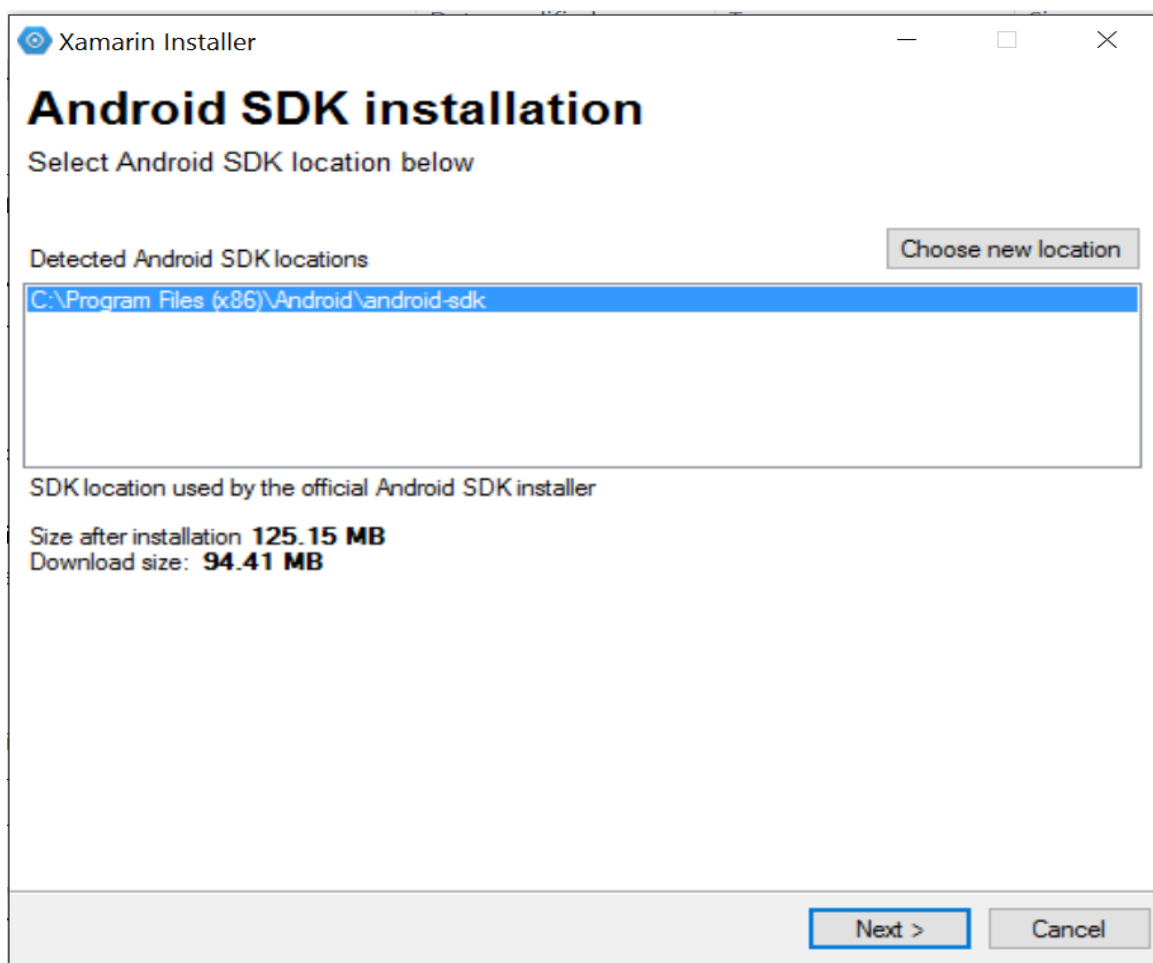 Xamarin Installer
Android SDK installation
Select Android SDK location below
Choose new location
Detected Android SDK locations
C:\Program Files (x86)\Android\android-sdk
SDK location used by the official Android SDK installer
Size after installation 125.15 MB
Download size: 94.41 MB
Next >
Cancel